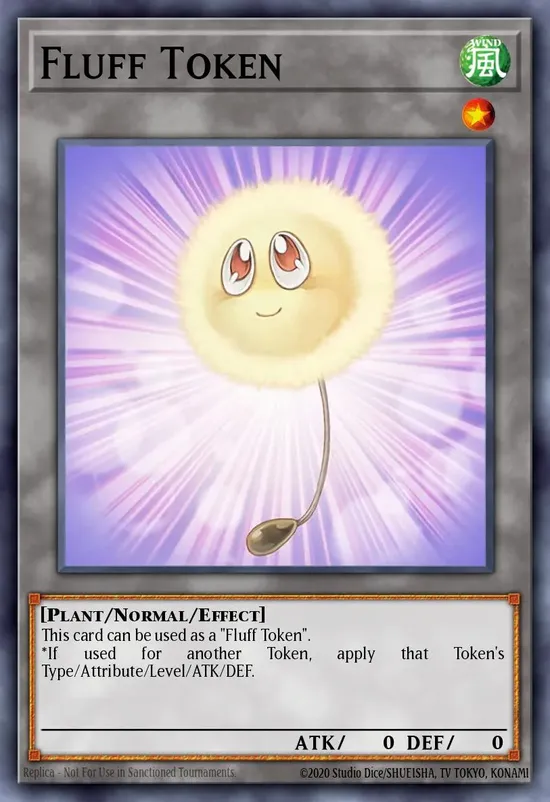 FLUFF TOKEN
WIND
風
[PLANT/NORMAL/EFFECT]
This card can be used as a "Fluff Token".
*If used for another Token, apply that Token's
Type/Attribute/Level/ATK/DEF.
ATK/ 0 DEF/ 0
Replica - Not For Use in Sanctioned Tournaments
©2020 Studio Dice/SHUEISHA, TV TOKYO, KONAMI